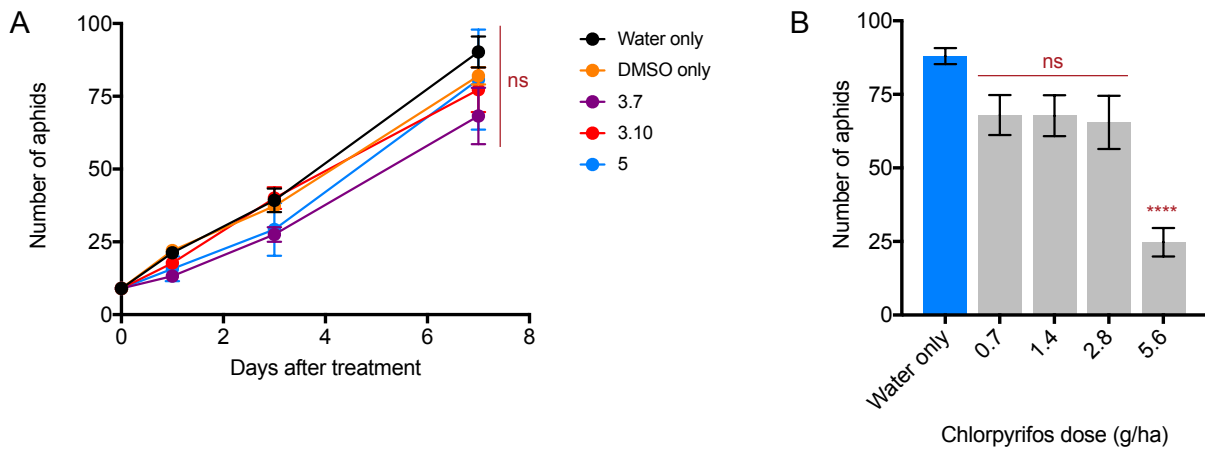 A
Number of aphids
100
75
50
25
0
0 2 4 6 8
Days after treatment
ns
Water only
DMSO only
3.7
3.10
5
B
Number of aphids
100
75
50
25
0
ns
****
Water only
0.7
1.4
2.8
5.6
Chlorpyrifos dose (g/ha)